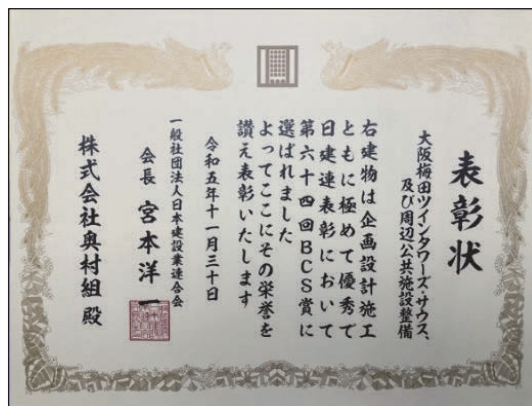 表彰状
大阪梅田ツインタワーズ・サウス、
及び周辺公共施設整備
右建物は企画設計施工
ともに極めて優秀で
日建連表彰において
第六十四回BCS賞に
選ばれました
よってここにその栄誉を
讃え表彰いたします
令和五年十一月三十日
一般社団法人日本建設業連合会
会長 宮本洋一
株式会社奥村組 殿